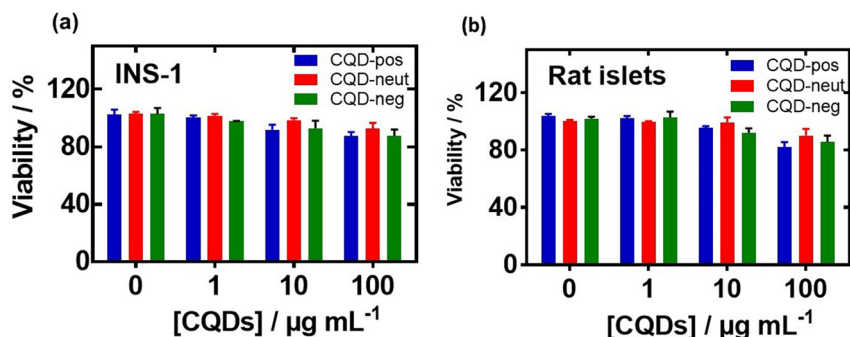 (a)
INS-1
CQD-pos
CQD-neut
CQD-neg
Viability / %
120
80
40
0
0 1 10 100
[CQDs] / µg mL⁻¹
(b)
Rat islets
CQD-pos
CQD-neut
CQD-neg
Viability / %
120
80
40
0
0 1 10 100
[CQDs] / µg mL⁻¹